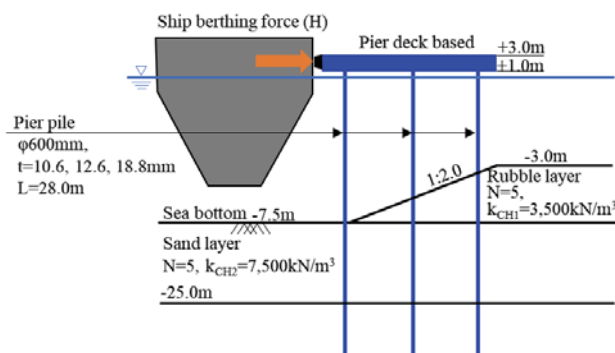 Ship berthing force (H)
Pier deck based
+3.0m
±1.0m
Pier pile
φ600mm,
t=10.6, 12.6, 18.8mm
L=28.0m
1:2.0
-3.0m
Rubble layer
N=5,
kCH1=3,500kN/m³
Sea bottom -7.5m
Sand layer
N=5, kCH2=7,500kN/m³
-25.0m